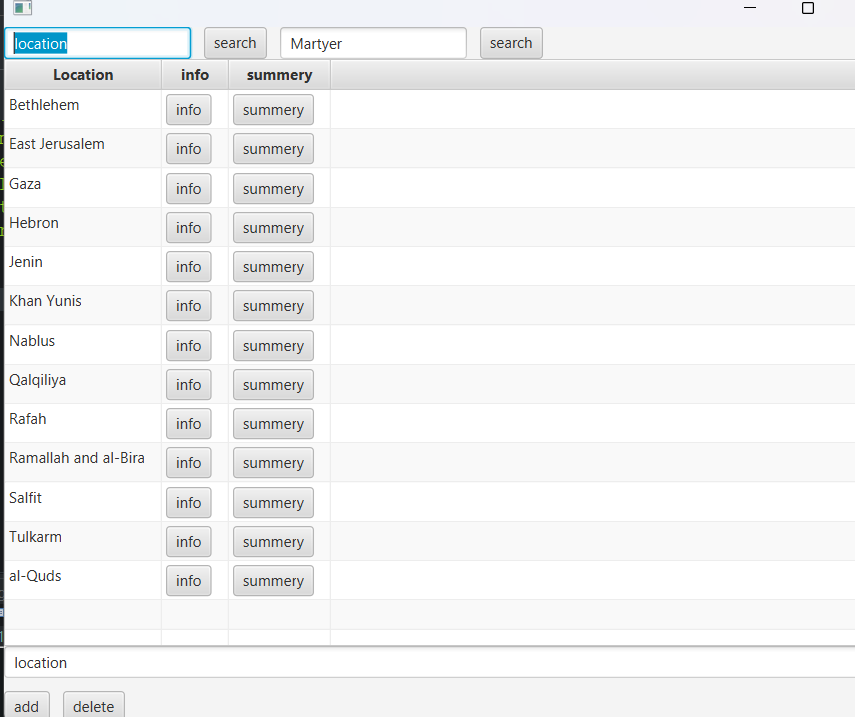 location search Martyer search
Location info summery
Bethlehem info summery
East Jerusalem info summery
Gaza info summery
Hebron info summery
Jenin info summery
Khan Yunis info summery
Nablus info summery
Qalqiliya info summery
Rafah info summery
Ramallah and al-Bira info summery
Salfit info summery
Tulkarm info summery
al-Quds info summery
location
add delete